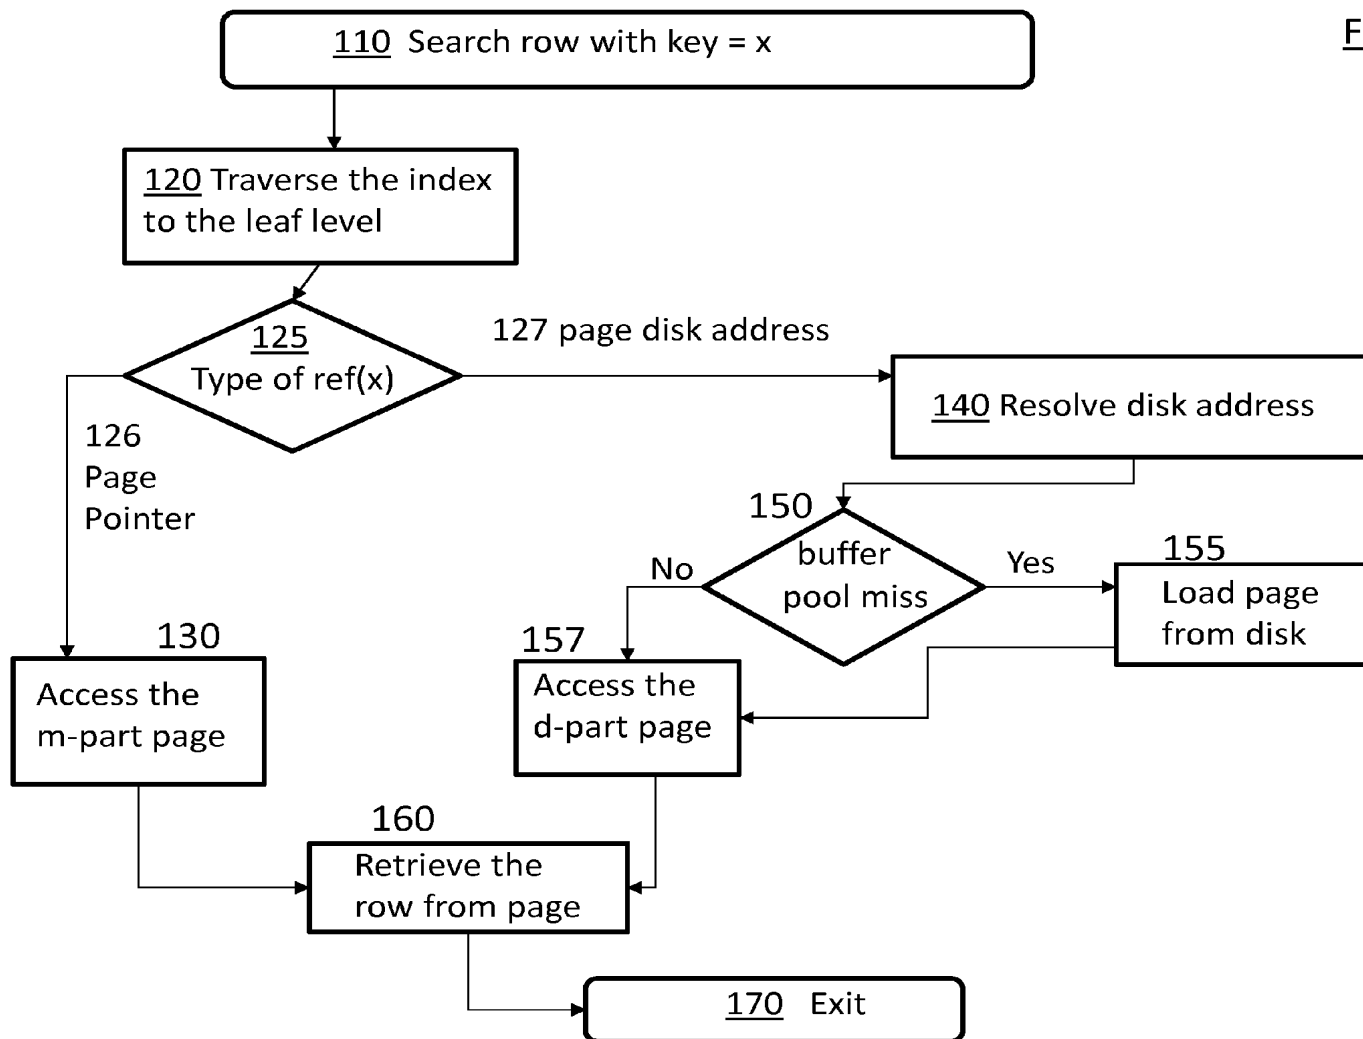 110 Search row with key = x
F
120 Traverse the index
to the leaf level
125
Type of ref(x)
127 page disk address
140 Resolve disk address
126
Page
Pointer
150
buffer
pool miss
No
Yes
155
Load page
from disk
130
Access the
m-part page
157
Access the
d-part page
160
Retrieve the
row from page
170 Exit